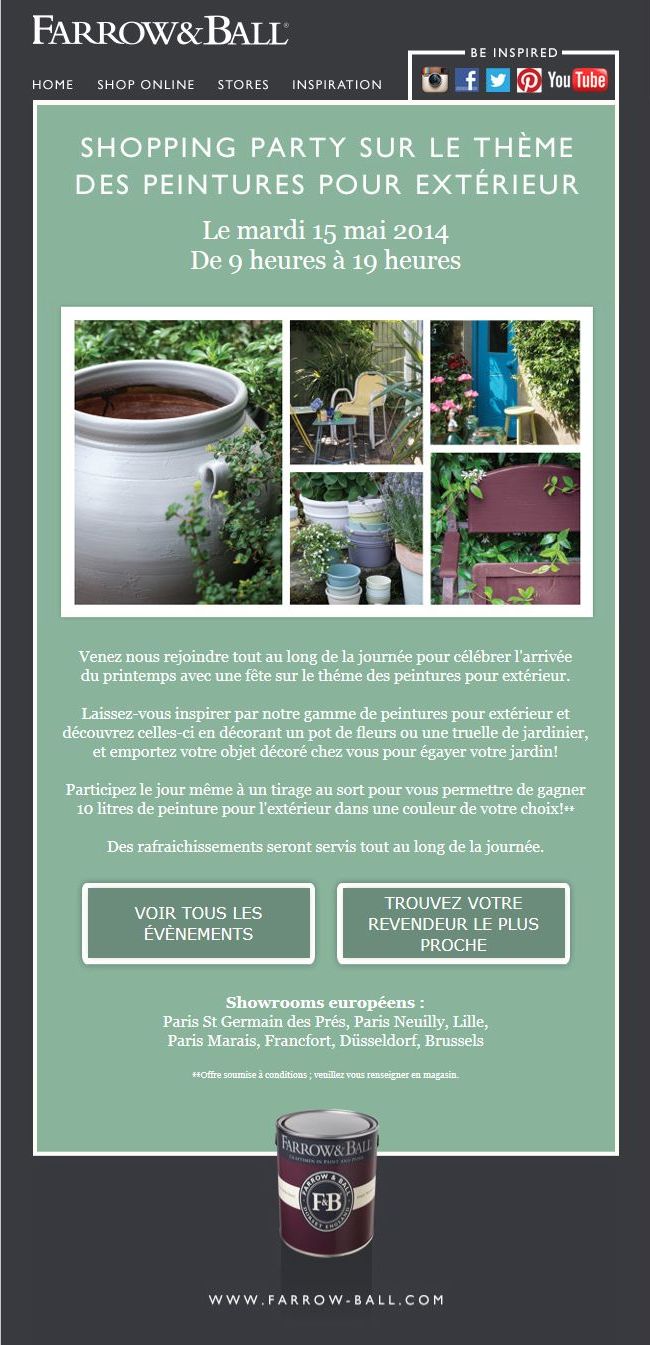 FARROW&BALL®
BE INSPIRED
HOME SHOP ONLINE STORES INSPIRATION
YouTube
SHOPPING PARTY SUR LE THÈME
DES PEINTURES POUR EXTÉRIEUR
Le mardi 15 mai 2014
De 9 heures à 19 heures
Venez nous rejoindre tout au long de la journée pour célébrer l'arrivée
du printemps avec une fête sur le théme des peintures pour extérieur.
Laissez-vous inspirer par notre gamme de peintures pour extérieur et
découvrez celles-ci en décorant un pot de fleurs ou une truelle de jardinier,
et emportez votre objet décoré chez vous pour égayer votre jardin!
Participez le jour même à un tirage au sort pour vous permettre de gagner
10 litres de peinture pour l'extérieur dans une couleur de votre choix!**
Des rafraichissements seront servis tout au long de la journée.
VOIR TOUS LES
ÉVÈNEMENTS
TROUVEZ VOTRE
REVENDEUR LE PLUS
PROCHE
Showrooms européens :
Paris St Germain des Prés, Paris Neuilly, Lille,
Paris Marais, Francfort, Düsseldorf, Brussels
**Offre soumise à conditions ; veuillez vous renseigner en magasin.
FARROW&BALL
CRAFTSMEN IN PAINT AND PAPER
FARROW & BALL
F&B
DORSET ENGLAND
WWW.FARROW-BALL.COM